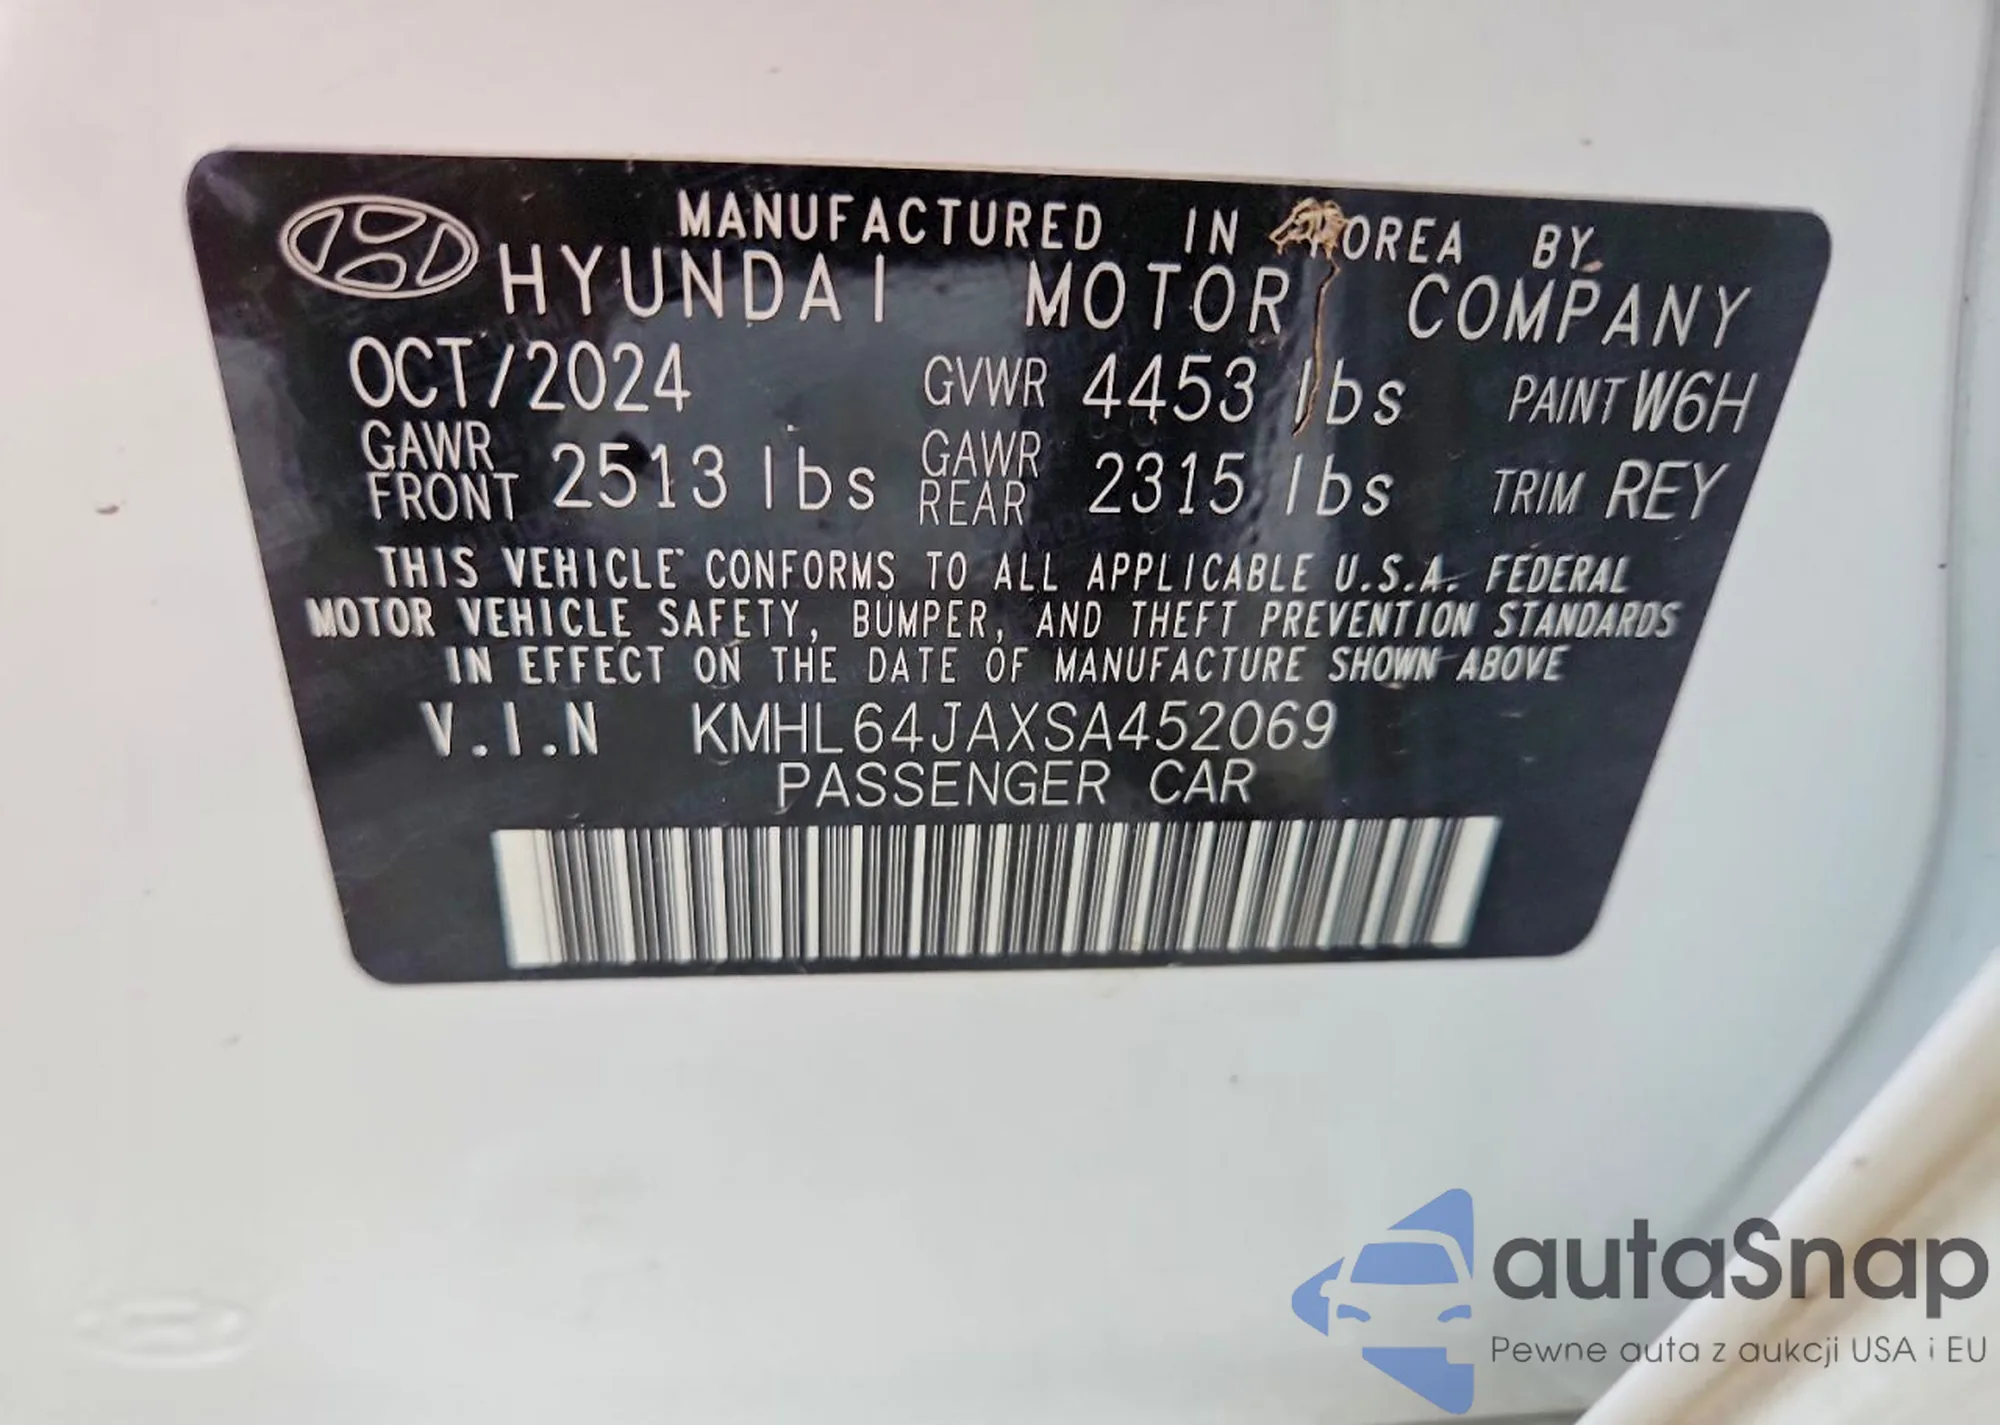 MANUFACTURED IN KOREA BY
HYUNDAI MOTOR COMPANY
OCT/2024 GVWR 4453 lbs PAINT W6H
GAWR FRONT 2513 lbs GAWR REAR 2315 lbs TRIM REY
THIS VEHICLE CONFORMS TO ALL APPLICABLE U.S.A. FEDERAL
MOTOR VEHICLE SAFETY, BUMPER, AND THEFT PREVENTION STANDARDS
IN EFFECT ON THE DATE OF MANUFACTURE SHOWN ABOVE
V.I.N KMHL64JAXSA452069
PASSENGER CAR
autaSnap
Pewne auta z aukcji USA i EU